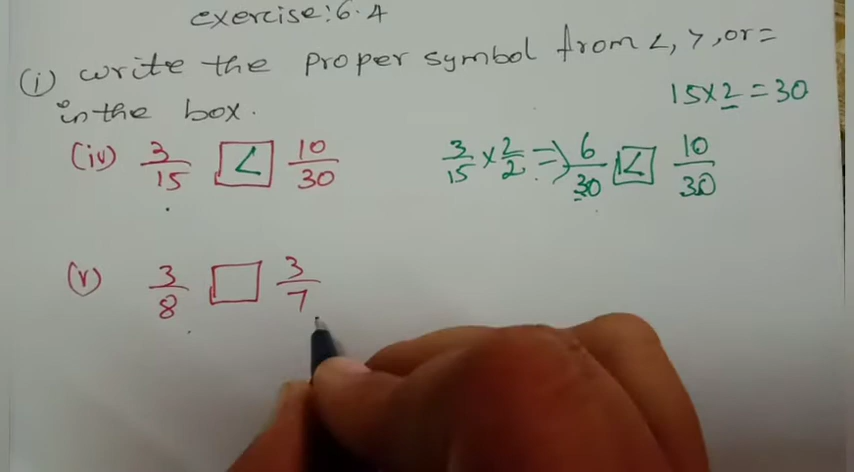 exercise:6.4
(i) write the proper symbol from <, >, or =
in the box.
15×2=30
(iv) 3/15 < 10/30
3/15 × 2/2 ⇒ 6/30 < 10/30
(v) 3/8 □ 3/7